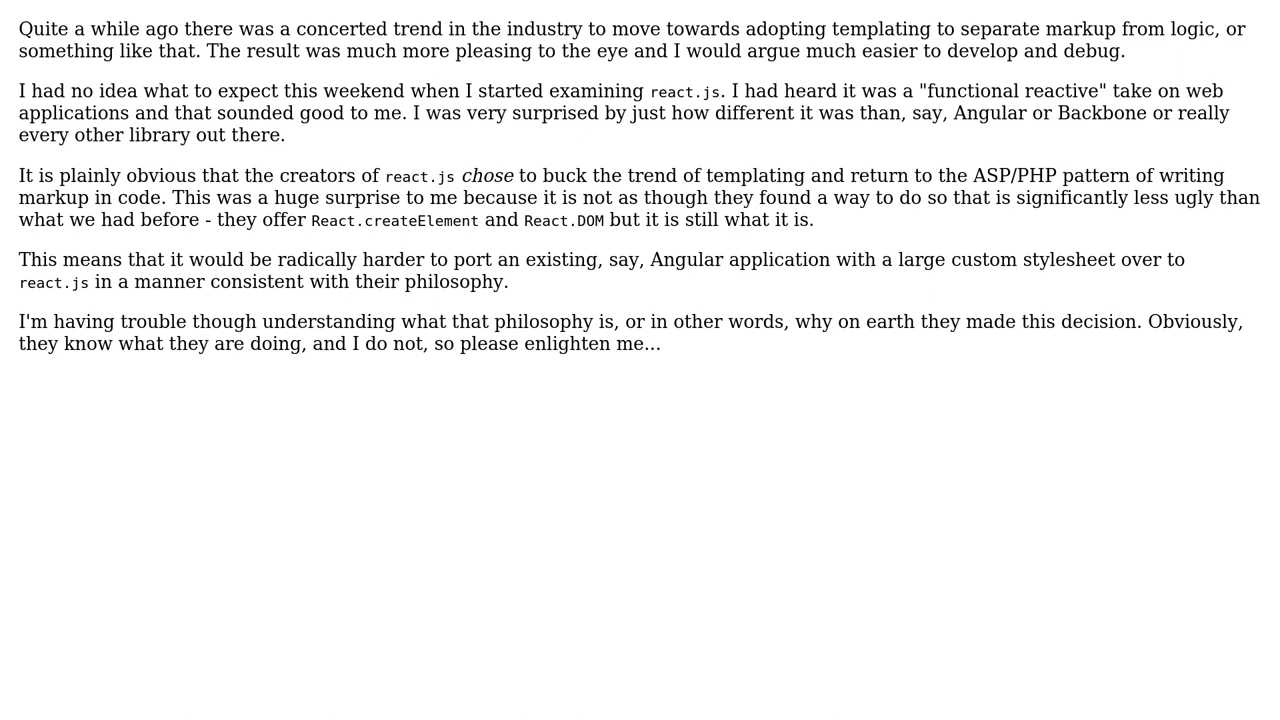 Quite a while ago there was a concerted trend in the industry to move towards adopting templating to separate markup from logic, or
something like that. The result was much more pleasing to the eye and I would argue much easier to develop and debug.
I had no idea what to expect this weekend when I started examining react.js. I had heard it was a "functional reactive" take on web
applications and that sounded good to me. I was very surprised by just how different it was than, say, Angular or Backbone or really
every other library out there.
It is plainly obvious that the creators of react.js chose to buck the trend of templating and return to the ASP/PHP pattern of writing
markup in code. This was a huge surprise to me because it is not as though they found a way to do so that is significantly less ugly than
what we had before - they offer React.createElement and React.DOM but it is still what it is.
This means that it would be radically harder to port an existing, say, Angular application with a large custom stylesheet over to
react.js in a manner consistent with their philosophy.
I'm having trouble though understanding what that philosophy is, or in other words, why on earth they made this decision. Obviously,
they know what they are doing, and I do not, so please enlighten me...